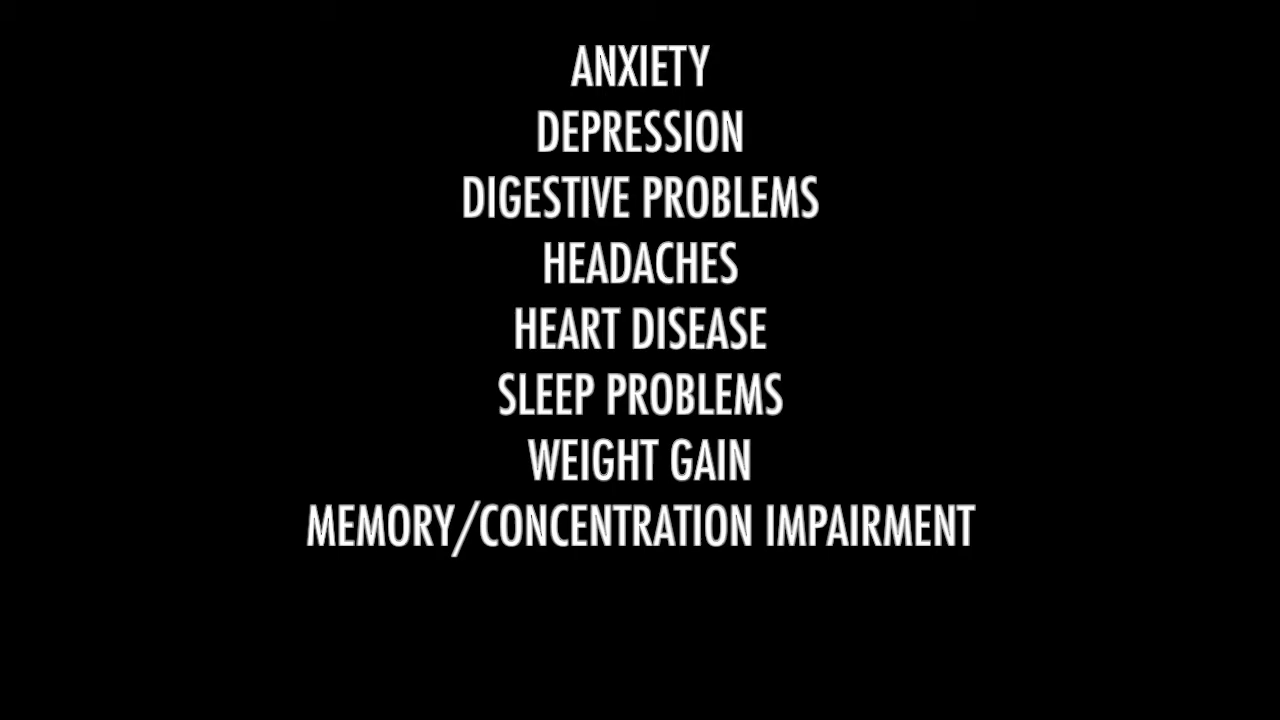 ANXIETY
DEPRESSION
DIGESTIVE PROBLEMS
HEADACHES
HEART DISEASE
SLEEP PROBLEMS
WEIGHT GAIN
MEMORY/CONCENTRATION IMPAIRMENT